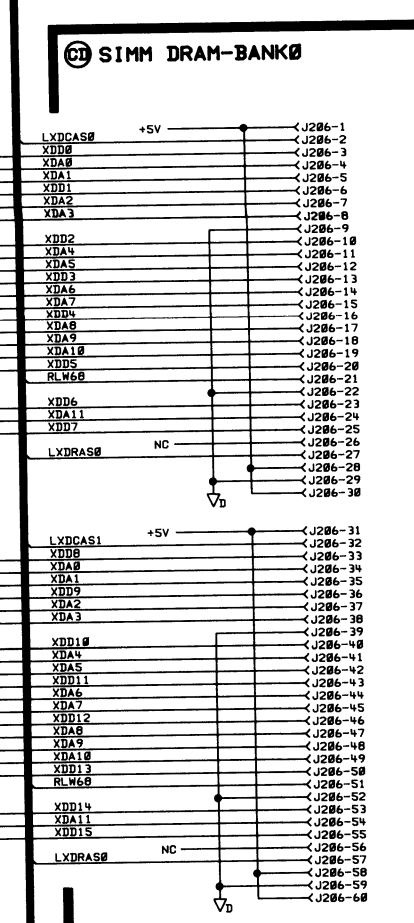 CD SIMM DRAM-BANK0
+5V J206-1
LXDCAS0 J206-2
XDD0 J206-3
XDA0 J206-4
XDA1 J206-5
XDD1 J206-6
XDA2 J206-7
XDA3 J206-8
J206-9
XDD2 J206-10
XDA4 J206-11
XDA5 J206-12
XDD3 J206-13
XDA6 J206-14
XDA7 J206-15
XDD4 J206-16
XDA8 J206-17
XDA9 J206-18
XDA10 J206-19
XDD5 J206-20
RLW68 J206-21
J206-22
XDD6 J206-23
XDA11 J206-24
XDD7 J206-25
NC J206-26
LXDRAS0 J206-27
J206-28
J206-29
J206-30
D
+5V J206-31
LXDCAS1 J206-32
XDD8 J206-33
XDA0 J206-34
XDA1 J206-35
XDD9 J206-36
XDA2 J206-37
XDA3 J206-38
J206-39
XDD10 J206-40
XDA4 J206-41
XDA5 J206-42
XDD11 J206-43
XDA6 J206-44
XDA7 J206-45
XDD12 J206-46
XDA8 J206-47
XDA9 J206-48
XDA10 J206-49
XDD13 J206-50
RLW68 J206-51
J206-52
XDD14 J206-53
XDA11 J206-54
XDD15 J206-55
NC J206-56
LXDRAS0 J206-57
J206-58
J206-59
J206-60
D